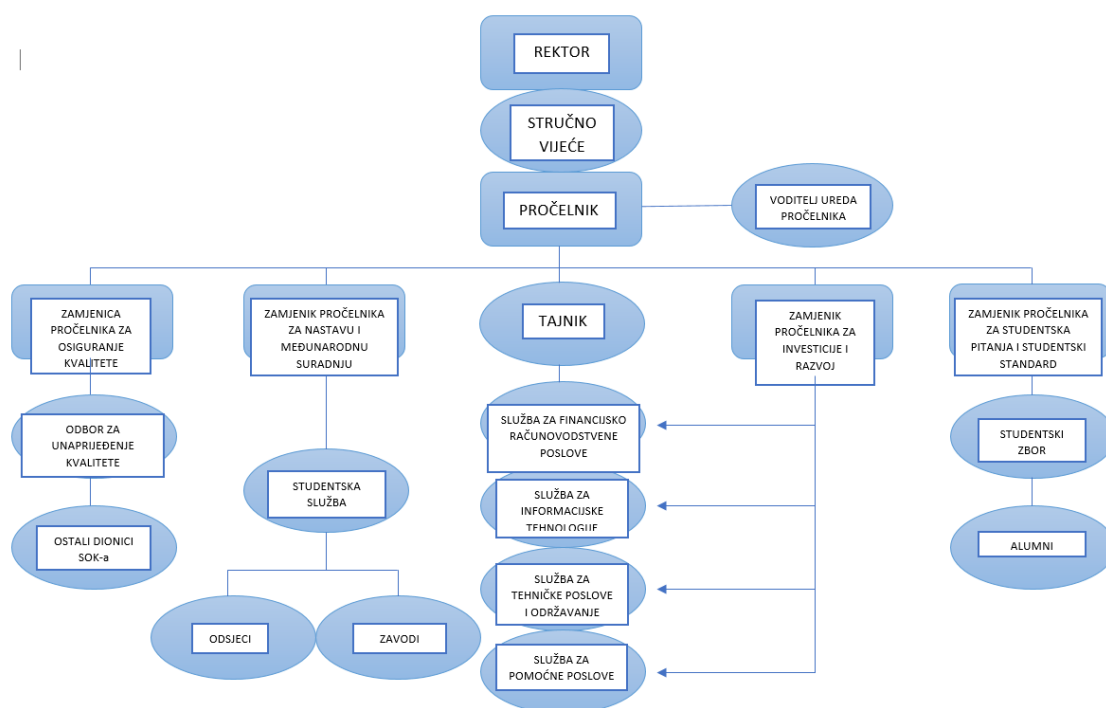 REKTOR
STRUČNO
VIJEĆE
PROČELNIK
VODITELJ UREDA
PROČELNIKA
ZAMJENICA
PROČELNIKA ZA
OSIGURANJE
KVALITETE
ZAMJENIK PROČELNIKA
ZA NASTAVU I
MEĐUNARODNU
SURADNJU
TAJNIK
ZAMJENIK
PROČELNIKA ZA
INVESTICIJE I
RAZVOJ
ZAMJENIK PROČELNIKA
ZA STUDENTSKA
PITANJA I STUDENTSKI
STANDARD
ODBOR ZA
UNAPRIJEĐENJE
KVALITETE
SLUŽBA ZA FINANCIJSKO
RAČUNOVODSTVENE
POSLOVE
STUDENTSKI
ZBOR
STUDENTSKA
SLUŽBA
SLUŽBA ZA
INFORMACIJSKE
TEHNOLOGIJE
OSTALI DIONICI
SOK-a
ALUMNI
SLUŽBA ZA
TEHNIČKE POSLOVE
I ODRŽAVANJE
ODSJECI
ZAVODI
SLUŽBA ZA
POMOĆNE POSLOVE